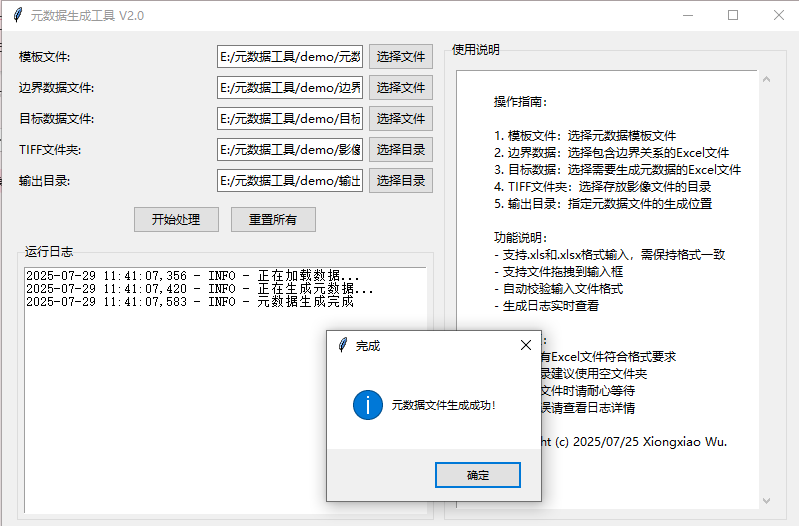 元数据生成工具 V2.0
模板文件:
E:/元数据工具/demo/元数
选择文件
边界数据文件:
E:/元数据工具/demo/边界
选择文件
目标数据文件:
E:/元数据工具/demo/目标
选择文件
TIFF文件夹:
E:/元数据工具/demo/影像
选择目录
输出目录:
E:/元数据工具/demo/输出
选择目录
开始处理
重置所有
运行日志
2025-07-29 11:41:07,356 - INFO - 正在加载数据...
2025-07-29 11:41:07,420 - INFO - 正在生成元数据...
2025-07-29 11:41:07,583 - INFO - 元数据生成完成
使用说明
操作指南：
1. 模板文件：选择元数据模板文件
2. 边界数据：选择包含边界关系的Excel文件
3. 目标数据：选择需要生成元数据的Excel文件
4. TIFF文件夹：选择存放影像文件的目录
5. 输出目录：指定元数据文件的生成位置
功能说明：
- 支持.xls和.xlsx格式输入，需保持格式一致
- 支持文件拖拽到输入框
- 自动校验输入文件格式
- 生成日志实时查看
：
有Excel文件符合格式要求
录建议使用空文件夹
文件时请耐心等待
误请查看日志详情
ht (c) 2025/07/25 Xiongxiao Wu.
完成
元数据文件生成成功！
确定